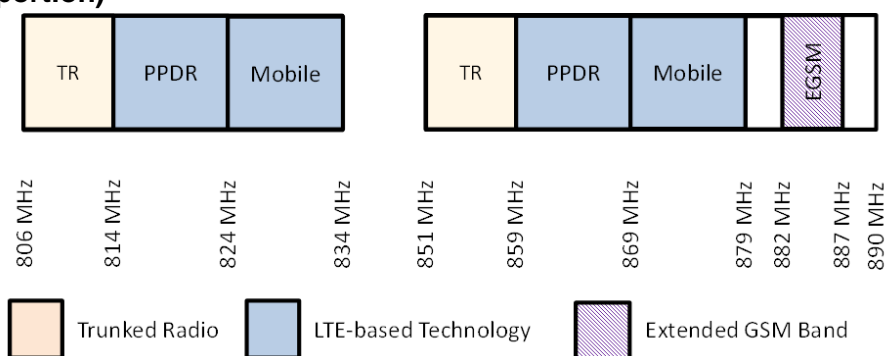 portion)
TR PPDR Mobile TR PPDR Mobile EGSM
806 MHz 814 MHz 824 MHz 834 MHz 851 MHz 859 MHz 869 MHz 879 MHz 882 MHz 887 MHz 890 MHz
Trunked Radio LTE-based Technology Extended GSM Band